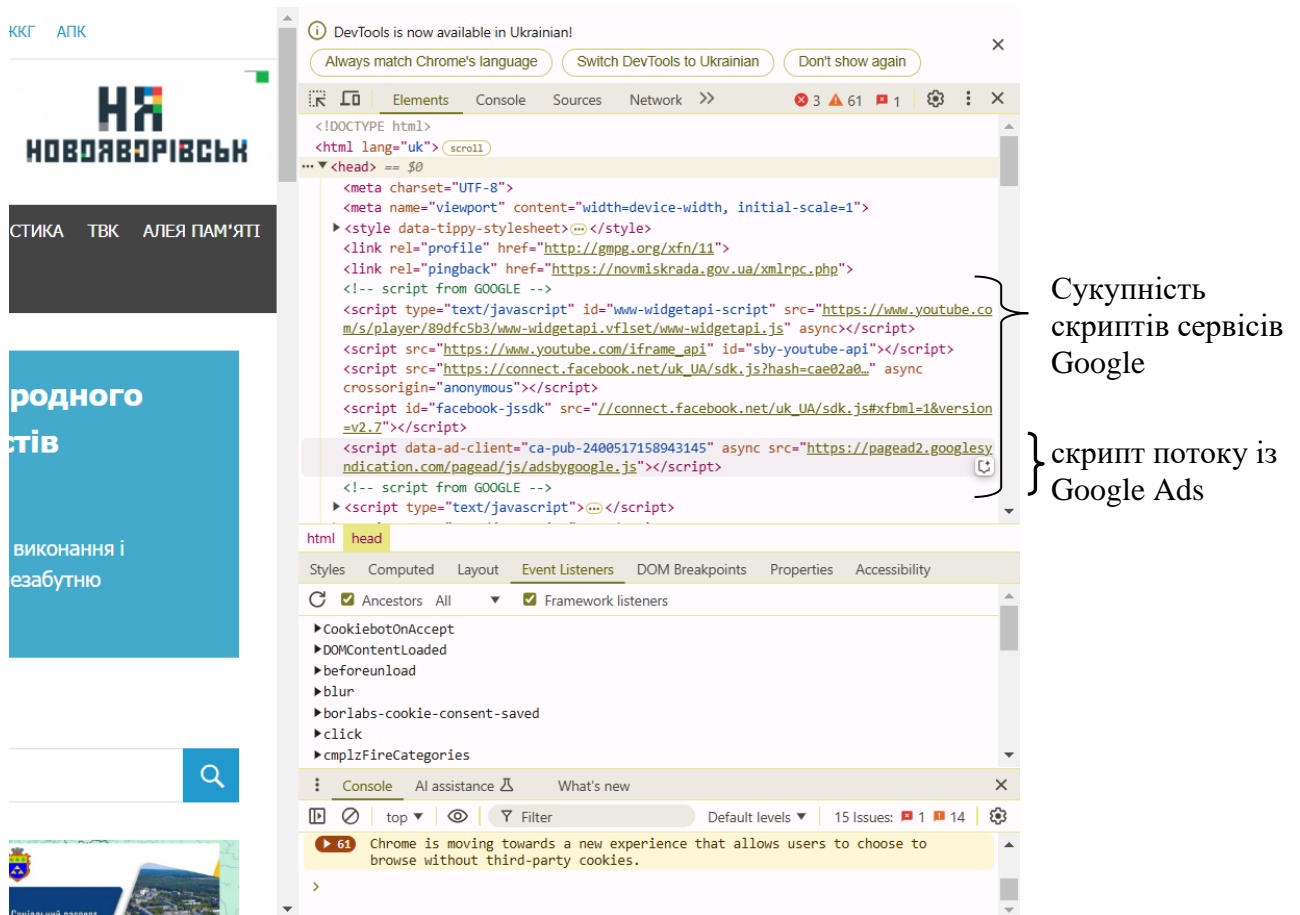 ККГ АПК
НЯ
НОВОЯВОРІВСЬК
СТИКА ТВК АЛЕЯ ПАМ'ЯТІ
родного
стів
виконання і
езабутню
Соціальний паспорт
DevTools is now available in Ukrainian!
Always match Chrome's language Switch DevTools to Ukrainian Don't show again
Elements Console Sources Network 3 61 1
<!DOCTYPE html>
<html lang="uk"> scroll
<head> == $0
<meta charset="UTF-8">
<meta name="viewport" content="width=device-width, initial-scale=1">
<style data-tippy-stylesheet>…</style>
<link rel="profile" href="http://gmpg.org/xfn/11">
<link rel="pingback" href="https://novmiskrada.gov.ua/xmlrpc.php">
<!-- script from GOOGLE -->
<script type="text/javascript" id="www-widgetapi-script" src="https://www.youtube.co
m/s/player/89dfc5b3/www-widgetapi.vflset/www-widgetapi.js" async></script>
<script src="https://www.youtube.com/iframe_api" id="sby-youtube-api"></script>
<script src="https://connect.facebook.net/uk_UA/sdk.js?hash=cae02a0…" async
crossorigin="anonymous"></script>
<script id="facebook-jssdk" src="//connect.facebook.net/uk_UA/sdk.js#xfbml=1&version
=v2.7"></script>
<script data-ad-client="ca-pub-2400517158943145" async src="https://pagead2.googlesy
ndication.com/pagead/js/adsbygoogle.js"></script>
<!-- script from GOOGLE -->
<script type="text/javascript">…</script>
html head
Styles Computed Layout Event Listeners DOM Breakpoints Properties Accessibility
Ancestors All Framework listeners
CookiebotOnAccept
DOMContentLoaded
beforeunload
blur
borlabs-cookie-consent-saved
click
cmplzFireCategories
Console AI assistance What's new
top Filter Default levels 15 Issues: 1 14
61 Chrome is moving towards a new experience that allows users to choose to
browse without third-party cookies.
>
Сукупність
скриптів сервісів
Google
скрипт потоку із
Google Ads